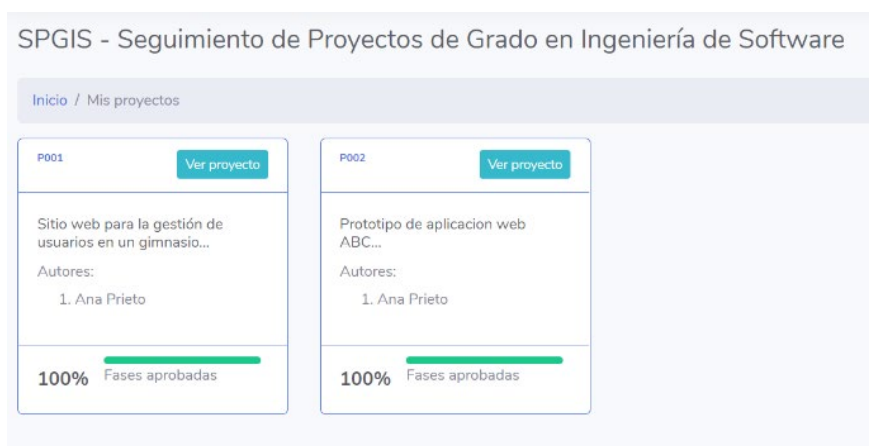 SPGIS - Seguimiento de Proyectos de Grado en Ingeniería de Software
Inicio / Mis proyectos
P001
Ver proyecto
Sitio web para la gestión de
usuarios en un gimnasio...
Autores:
1. Ana Prieto
100% Fases aprobadas
P002
Ver proyecto
Prototipo de aplicacion web
ABC...
Autores:
1. Ana Prieto
100% Fases aprobadas